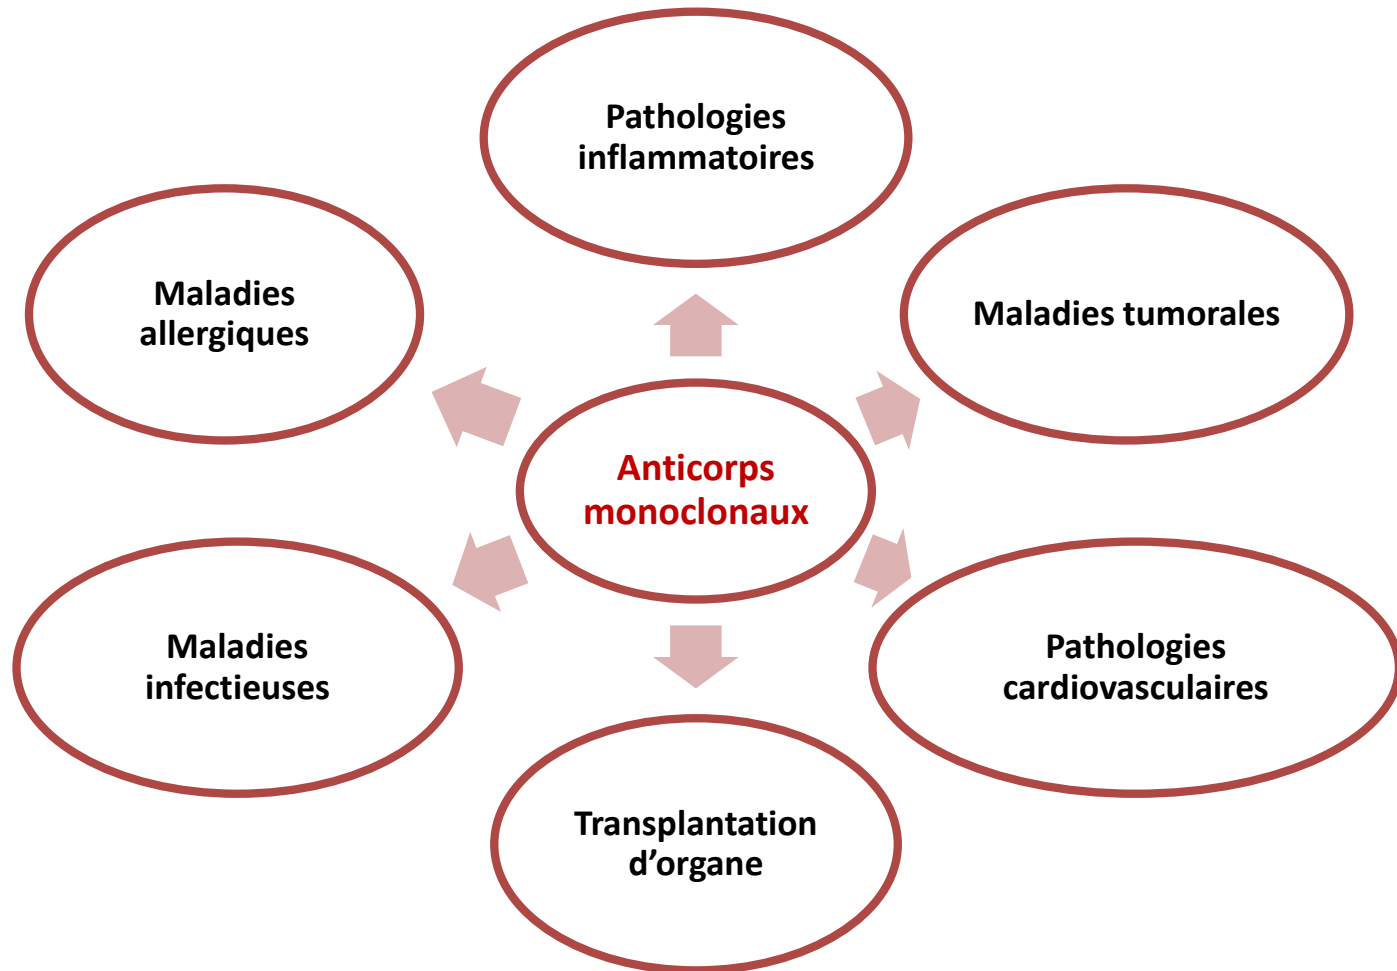 Pathologies
inflammatoires
Maladies
allergiques
Maladies tumorales
Anticorps
monoclonaux
Maladies
infectieuses
Pathologies
cardiovasculaires
Transplantation
d’organe